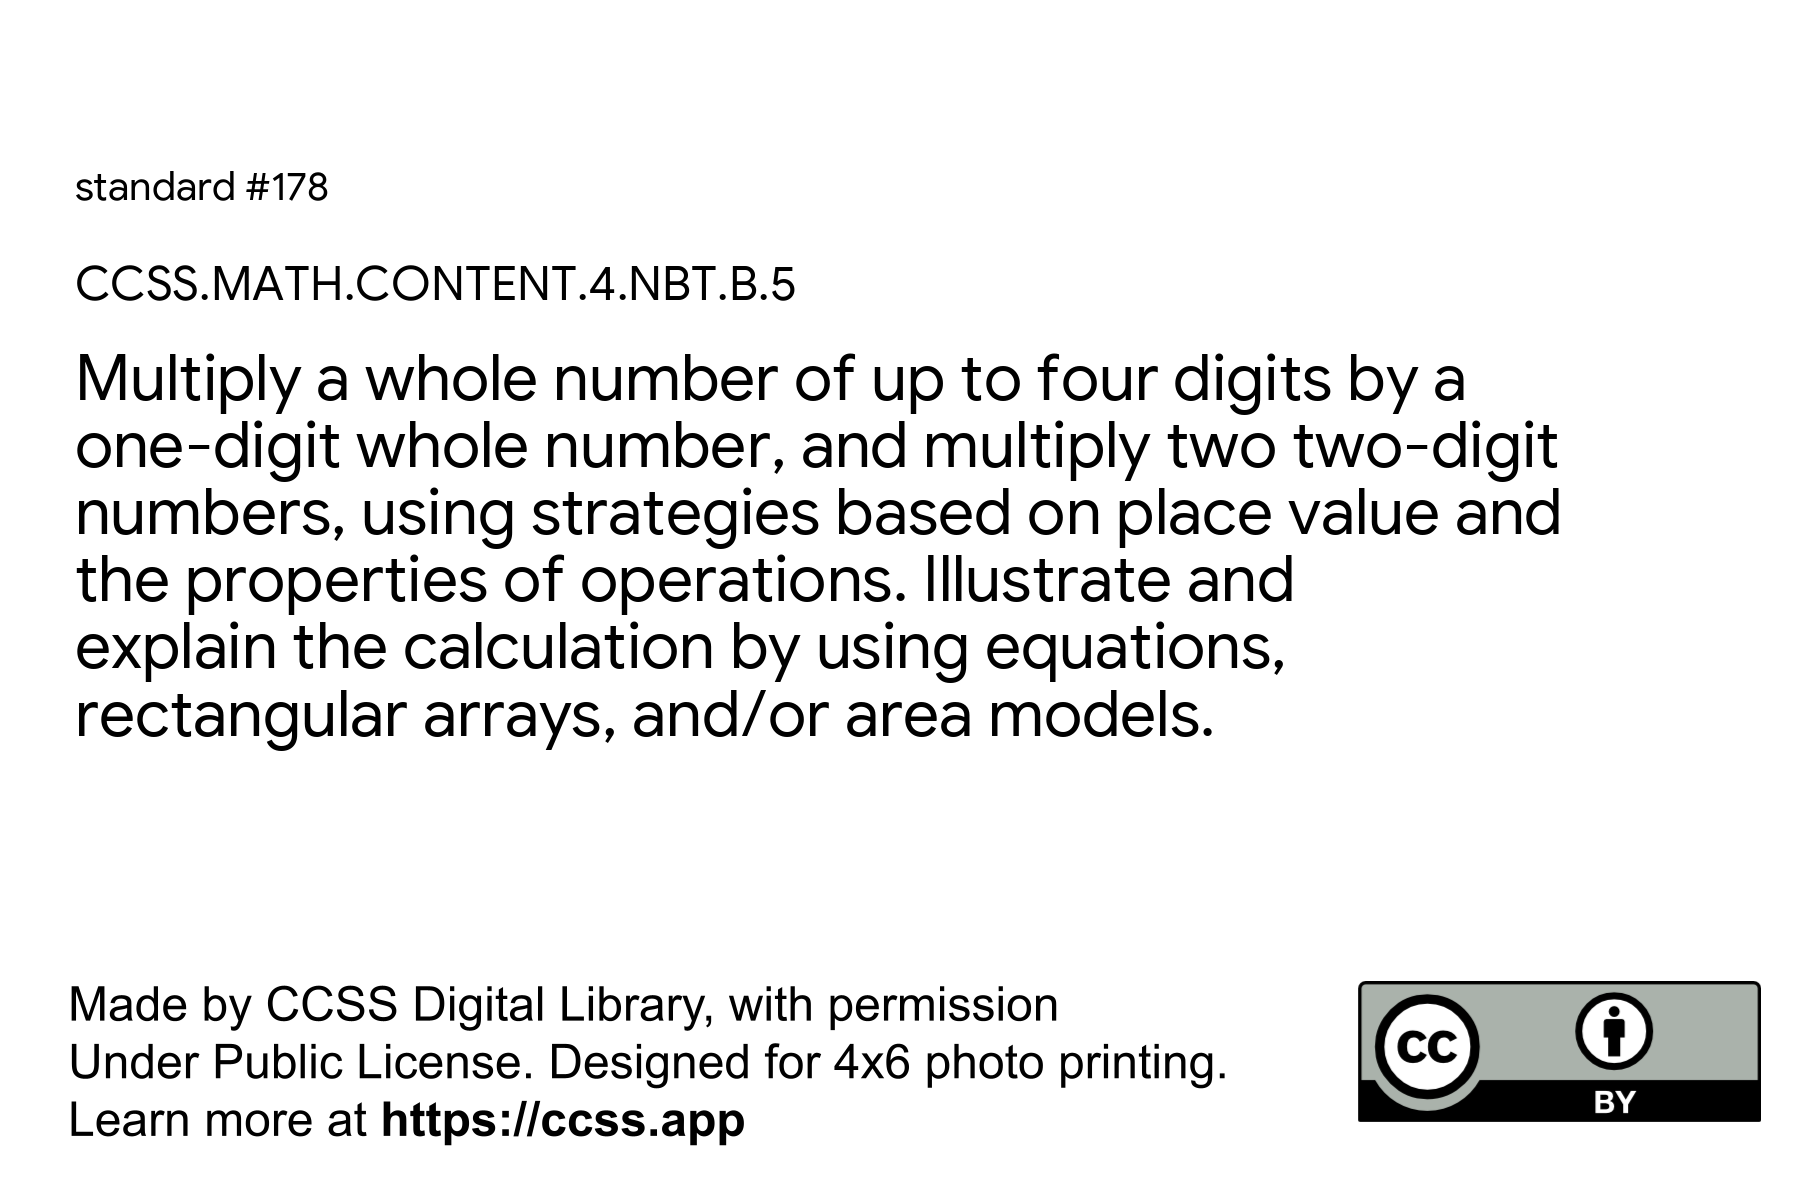 standard #178
CCSS.MATH.CONTENT.4.NBT.B.5
Multiply a whole number of up to four digits by a
one-digit whole number, and multiply two two-digit
numbers, using strategies based on place value and
the properties of operations. Illustrate and
explain the calculation by using equations,
rectangular arrays, and/or area models.
Made by CCSS Digital Library, with permission
Under Public License. Designed for 4x6 photo printing.
Learn more at https://ccss.app
CC
BY